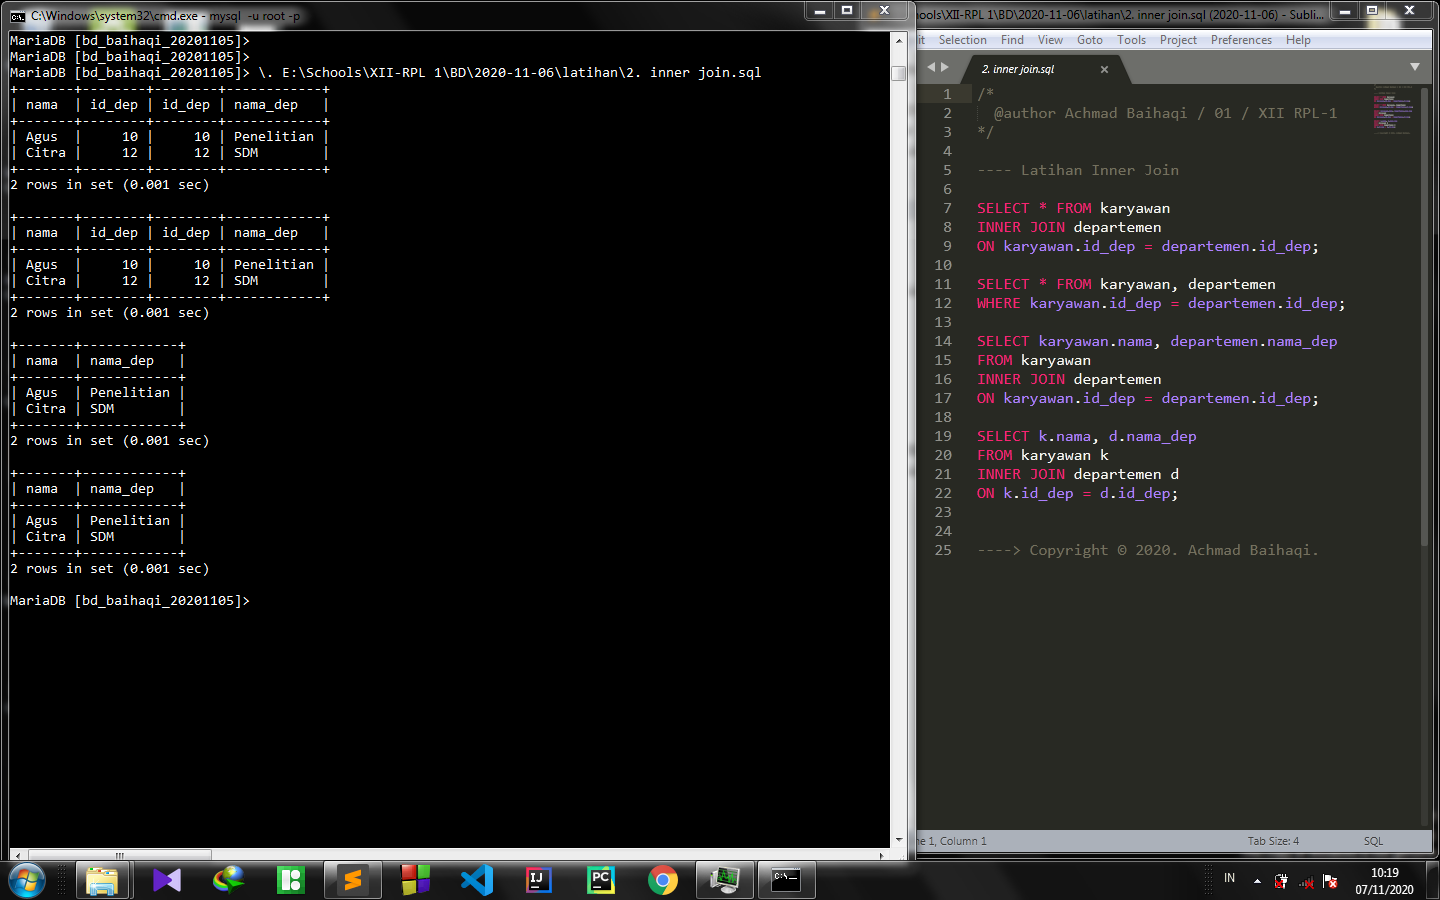 C:\Windows\system32\cmd.exe - mysql  -u root -p
MariaDB [bd_baihaqi_20201105]>
MariaDB [bd_baihaqi_20201105]>
MariaDB [bd_baihaqi_20201105]> \. E:\Schools\XII-RPL 1\BD\2020-11-06\latihan\2. inner join.sql
+-------+--------+--------+------------+
| nama  | id_dep | id_dep | nama_dep   |
+-------+--------+--------+------------+
| Agus  |     10 |     10 | Penelitian |
| Citra |     12 |     12 | SDM        |
+-------+--------+--------+------------+
2 rows in set (0.001 sec)
+-------+--------+--------+------------+
| nama  | id_dep | id_dep | nama_dep   |
+-------+--------+--------+------------+
| Agus  |     10 |     10 | Penelitian |
| Citra |     12 |     12 | SDM        |
+-------+--------+--------+------------+
2 rows in set (0.001 sec)
+-------+------------+
| nama  | nama_dep   |
+-------+------------+
| Agus  | Penelitian |
| Citra | SDM        |
+-------+------------+
2 rows in set (0.001 sec)
+-------+------------+
| nama  | nama_dep   |
+-------+------------+
| Agus  | Penelitian |
| Citra | SDM        |
+-------+------------+
2 rows in set (0.001 sec)
MariaDB [bd_baihaqi_20201105]>
ools\XII-RPL 1\BD\2020-11-06\latihan\2. inner join.sql (2020-11-06) - Subli...
it Selection Find View Goto Tools Project Preferences Help
2. inner join.sql
1 /*
2   @author Achmad Baihaqi / 01 / XII RPL-1
3 */
4
5 ---- Latihan Inner Join
6
7 SELECT * FROM karyawan
8 INNER JOIN departemen
9 ON karyawan.id_dep = departemen.id_dep;
10
11 SELECT * FROM karyawan, departemen
12 WHERE karyawan.id_dep = departemen.id_dep;
13
14 SELECT karyawan.nama, departemen.nama_dep
15 FROM karyawan
16 INNER JOIN departemen
17 ON karyawan.id_dep = departemen.id_dep;
18
19 SELECT k.nama, d.nama_dep
20 FROM karyawan k
21 INNER JOIN departemen d
22 ON k.id_dep = d.id_dep;
23
24
25 ----> Copyright © 2020. Achmad Baihaqi.
ne 1, Column 1
Tab Size: 4
SQL
IJ
PC
C:\_
IN
10:19
07/11/2020